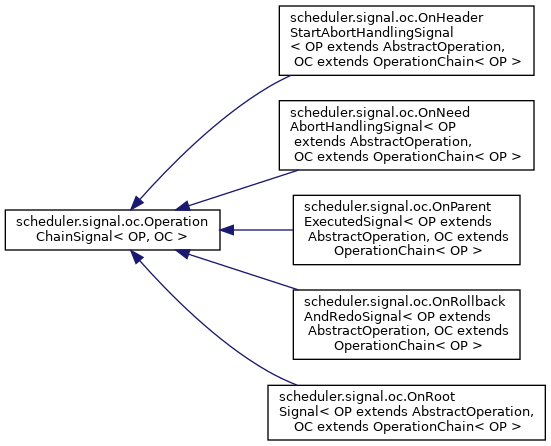 scheduler.signal.oc.OnHeader
StartAbortHandlingSignal
< OP extends AbstractOperation,
OC extends OperationChain< OP >
scheduler.signal.oc.OnNeed
AbortHandlingSignal< OP
extends AbstractOperation,
OC extends OperationChain< OP >
scheduler.signal.oc.Operation
ChainSignal< OP, OC >
scheduler.signal.oc.OnParent
ExecutedSignal< OP extends
AbstractOperation, OC extends
OperationChain< OP >
scheduler.signal.oc.OnRollback
AndRedoSignal< OP extends
AbstractOperation, OC extends
OperationChain< OP >
scheduler.signal.oc.OnRoot
Signal< OP extends AbstractOperation,
OC extends OperationChain< OP >